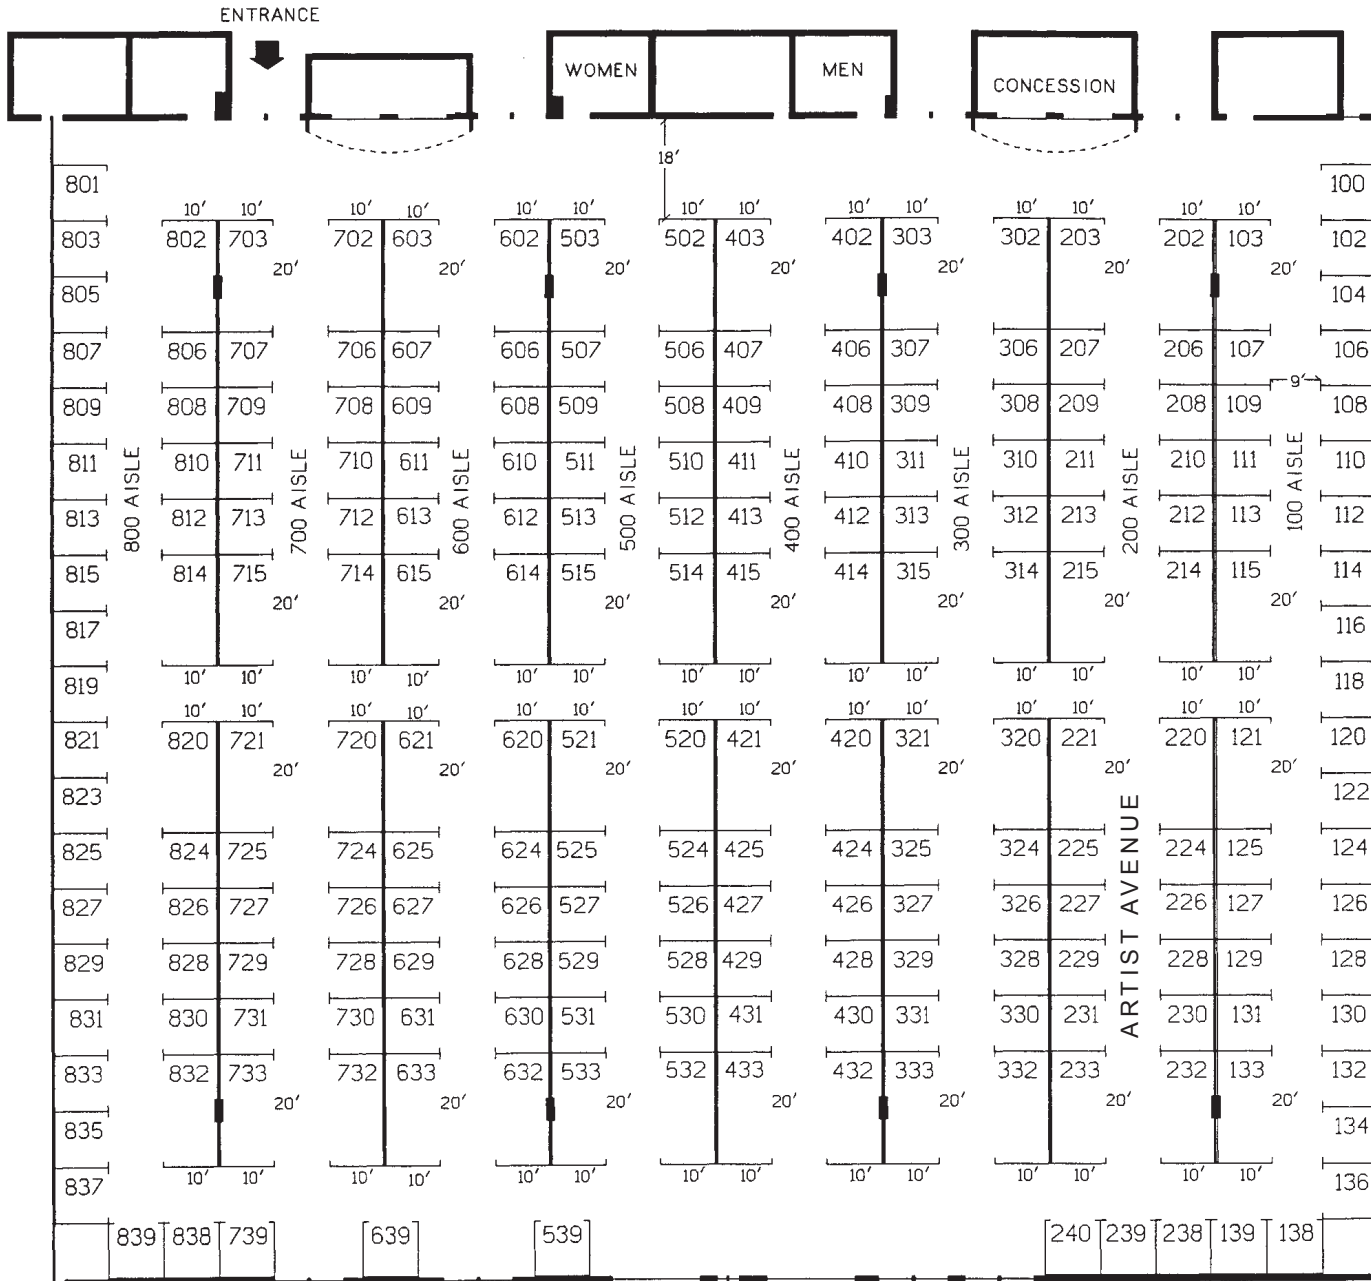 ENTRANCE
WOMEN MEN CONCESSION
18'
801 100
10' 10' 10' 10' 10' 10' 10' 10' 10' 10' 10' 10' 10' 10'
803 802 703 702 603 602 503 502 403 402 303 302 203 202 103 102
20' 20' 20' 20' 20' 20' 20'
805 104
807 806 707 706 607 606 507 506 407 406 307 306 207 206 107 106
9'
809 808 709 708 609 608 509 508 409 408 309 308 209 208 109 108
811 810 711 710 611 610 511 510 411 410 311 310 211 210 111 110
800 AISLE 700 AISLE 600 AISLE 500 AISLE 400 AISLE 300 AISLE 200 AISLE 100 AISLE
813 812 713 712 613 612 513 512 413 412 313 312 213 212 113 112
815 814 715 714 615 614 515 514 415 414 315 314 215 214 115 114
20' 20' 20' 20' 20' 20' 20'
817 116
819 10' 10' 10' 10' 10' 10' 10' 10' 10' 10' 10' 10' 10' 10' 118
10' 10' 10' 10' 10' 10' 10' 10' 10' 10' 10' 10' 10' 10'
821 820 721 720 621 620 521 520 421 420 321 320 221 220 121 120
20' 20' 20' 20' 20' 20' 20'
823 122
825 824 725 724 625 624 525 524 425 424 325 324 225 224 125 124
ARTIST AVENUE
827 826 727 726 627 626 527 526 427 426 327 326 227 226 127 126
829 828 729 728 629 628 529 528 429 428 329 328 229 228 129 128
831 830 731 730 631 630 531 530 431 430 331 330 231 230 131 130
833 832 733 732 633 632 533 532 433 432 333 332 233 232 133 132
20' 20' 20' 20' 20' 20' 20'
835 134
837 10' 10' 10' 10' 10' 10' 10' 10' 10' 10' 10' 10' 10' 10' 136
839 838 739 639 539 240 239 238 139 138